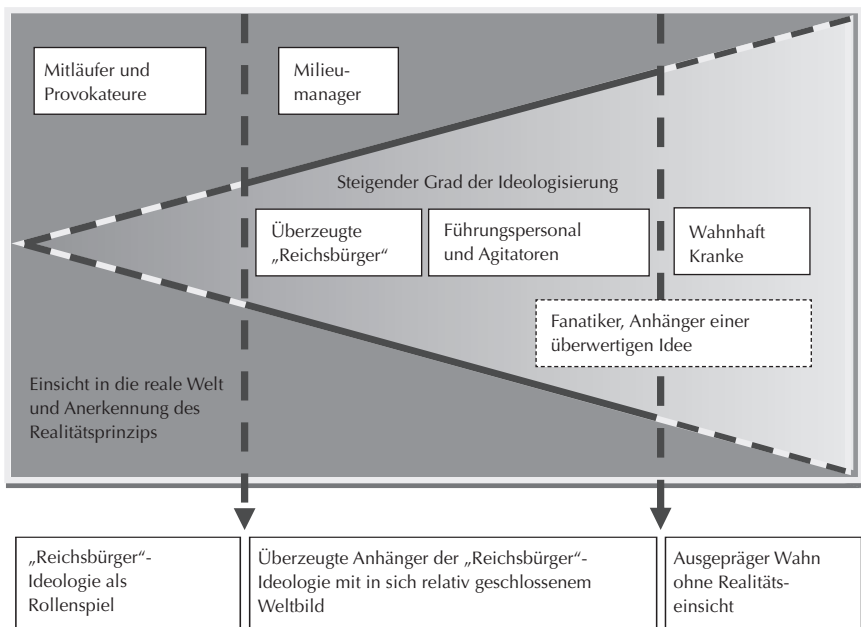 Mitläufer und
Provokateure
Milieu-
manager
Steigender Grad der Ideologisierung
Überzeugte
„Reichsbürger“
Führungspersonal
und Agitatoren
Wahnhaft
Kranke
Fanatiker, Anhänger einer
überwertigen Idee
Einsicht in die reale Welt
und Anerkennung des
Realitätsprinzips
„Reichsbürger“-
Ideologie als
Rollenspiel
Überzeugte Anhänger der „Reichsbürger“-
Ideologie mit in sich relativ geschlossenem
Weltbild
Ausgepräger Wahn
ohne Realitäts-
einsicht